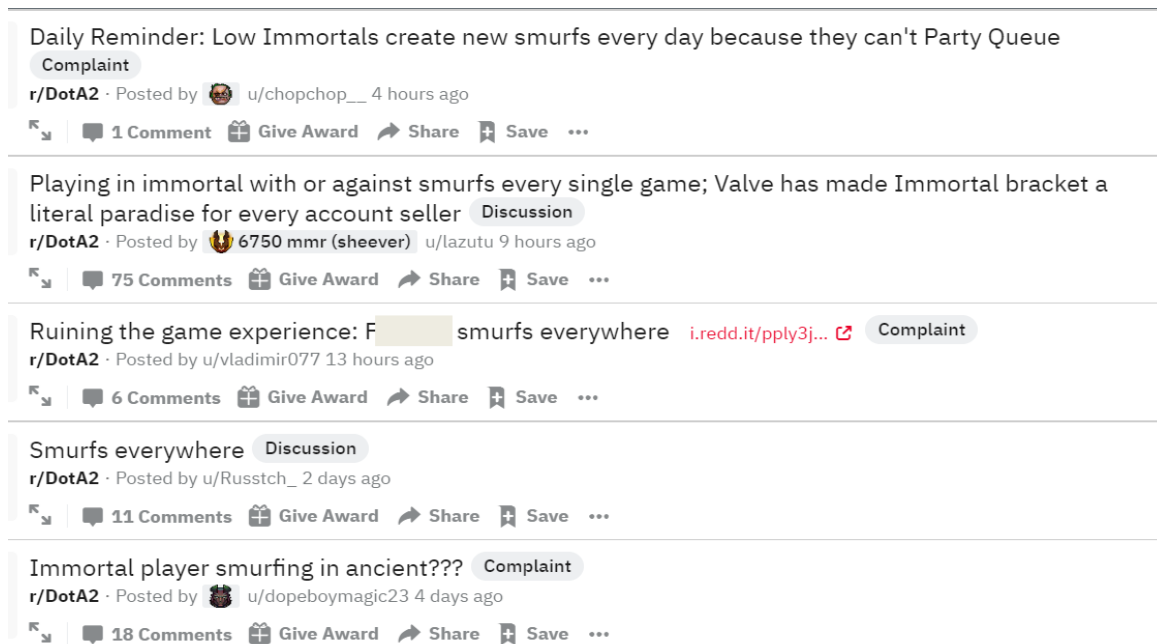 Daily Reminder: Low Immortals create new smurfs every day because they can't Party Queue
Complaint
r/DotA2 · Posted by u/chopchop__ 4 hours ago
1 Comment Give Award Share Save
Playing in immortal with or against smurfs every single game; Valve has made Immortal bracket a
literal paradise for every account seller Discussion
r/DotA2 · Posted by 6750 mmr (sheever) u/lazutu 9 hours ago
75 Comments Give Award Share Save
Ruining the game experience: F smurfs everywhere i.redd.it/pply3j... Complaint
r/DotA2 · Posted by u/vladimir077 13 hours ago
6 Comments Give Award Share Save
Smurfs everywhere Discussion
r/DotA2 · Posted by u/Russtch_ 2 days ago
11 Comments Give Award Share Save
Immortal player smurfing in ancient??? Complaint
r/DotA2 · Posted by u/dopeboymagic23 4 days ago
18 Comments Give Award Share Save